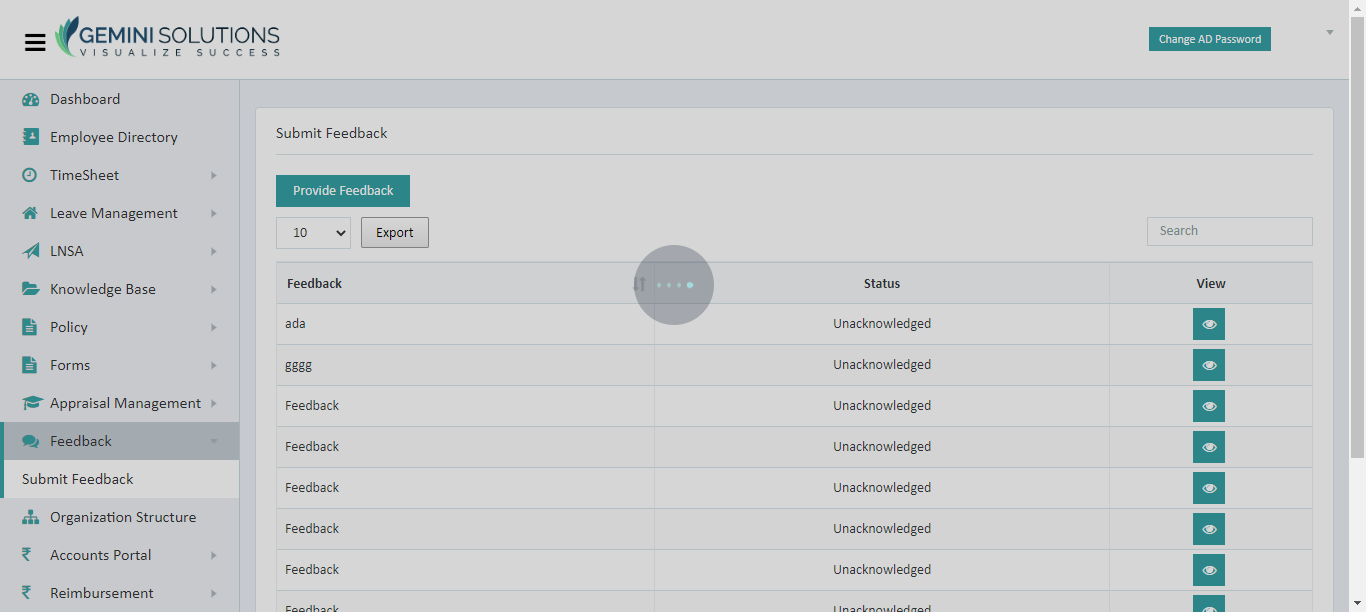 GEMINI SOLUTIONS
VISUALIZE SUCCESS
Change AD Password
Dashboard
Employee Directory
TimeSheet
Leave Management
LNSA
Knowledge Base
Policy
Forms
Appraisal Management
Feedback
Submit Feedback
Organization Structure
Accounts Portal
Reimbursement
Submit Feedback
Provide Feedback
10 Export Search
Feedback Status View
ada Unacknowledged
gggg Unacknowledged
Feedback Unacknowledged
Feedback Unacknowledged
Feedback Unacknowledged
Feedback Unacknowledged
Feedback Unacknowledged
Feedback Unacknowledged